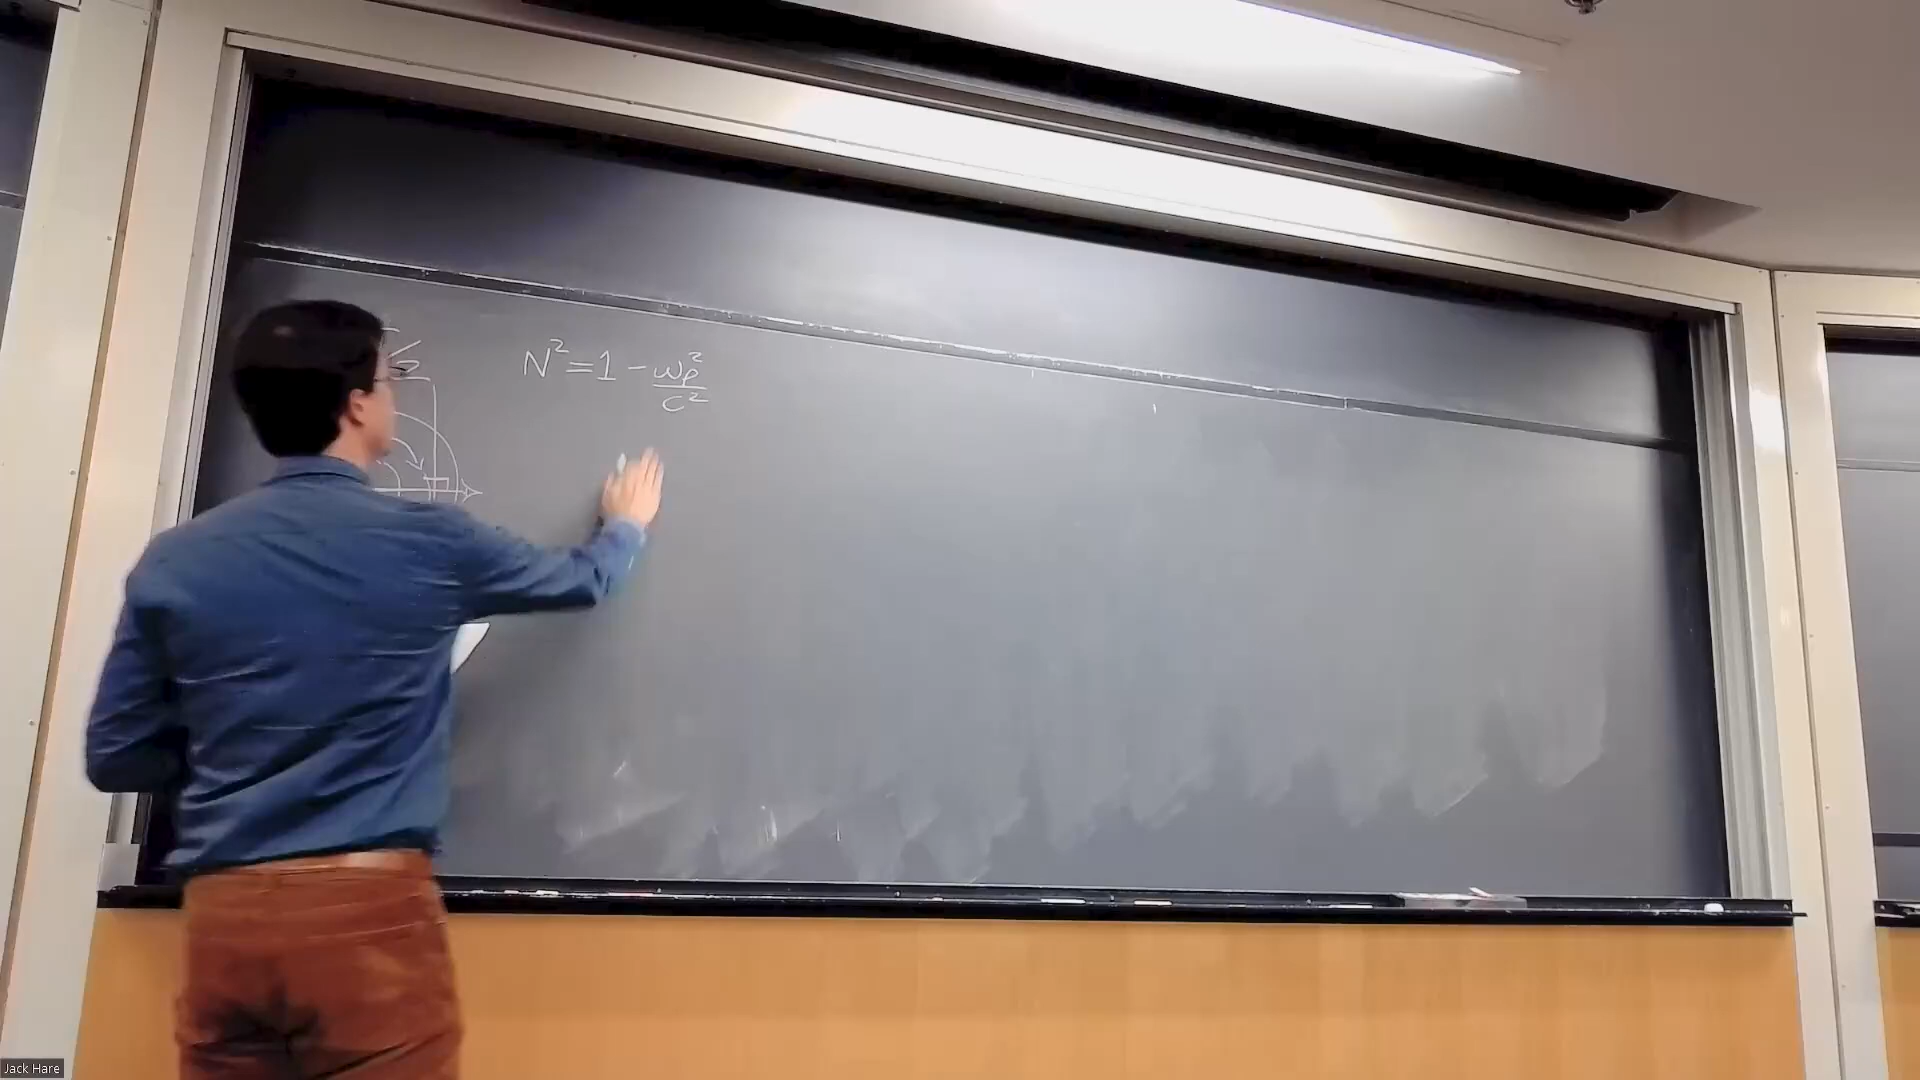 N² = 1 - ωp²/c²
Jack Hare